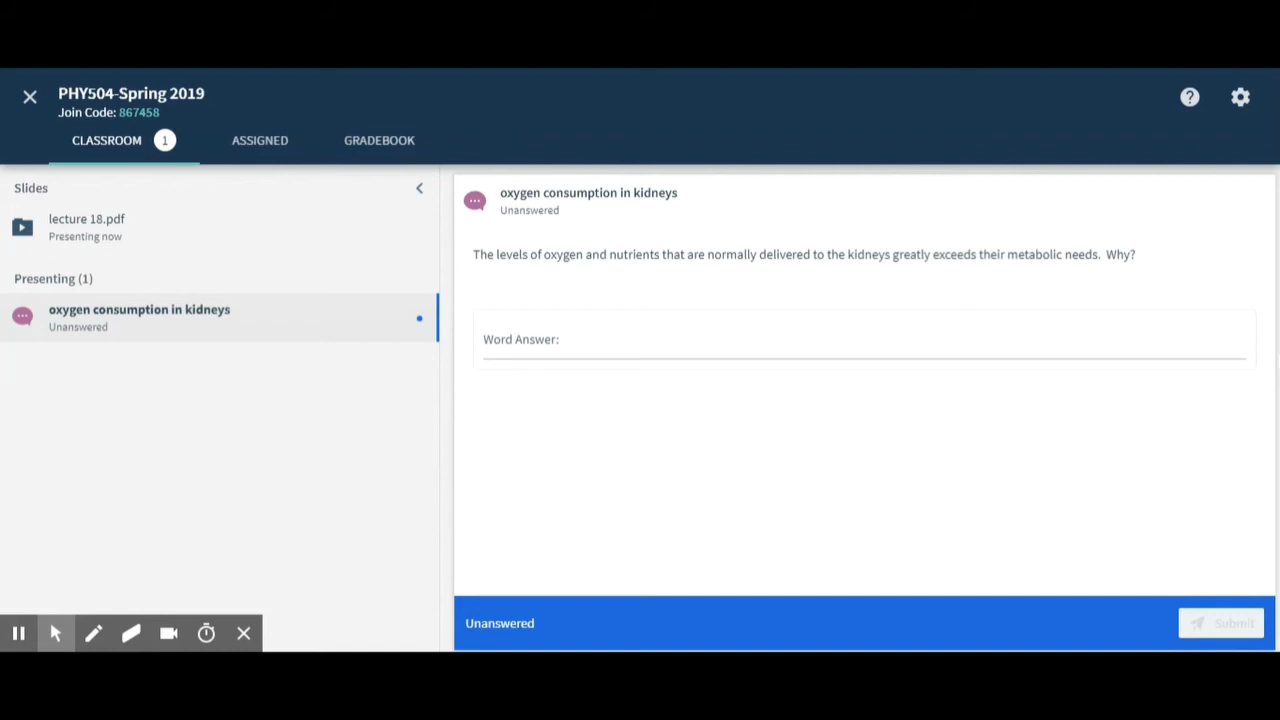 PHY504-Spring 2019
Join Code: 867458
CLASSROOM 1 ASSIGNED GRADEBOOK
Slides
lecture 18.pdf
Presenting now
Presenting (1)
oxygen consumption in kidneys
Unanswered
oxygen consumption in kidneys
Unanswered
The levels of oxygen and nutrients that are normally delivered to the kidneys greatly exceeds their metabolic needs. Why?
Word Answer:
Unanswered
Submit